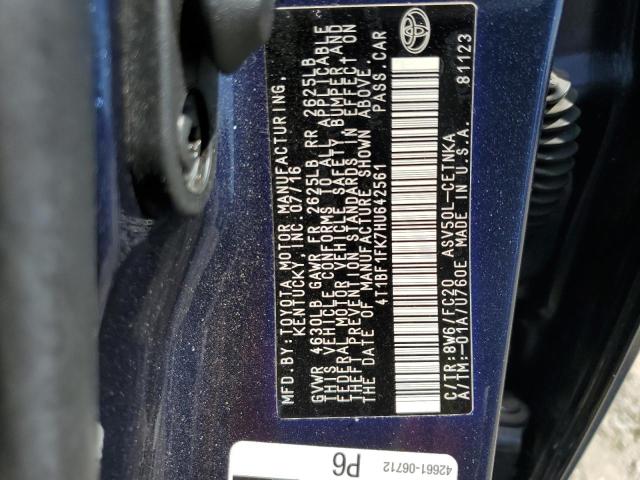 MFD.BY:TOYOTA MOTOR MANUFACTURING,
KENTUCKY,INC.07/16
GVWR 4630LB GAWR FR 2625LB RR 2625LB
THIS VEHICLE CONFORMS TO ALL APPLICABLE
FEDERAL MOTOR VEHICLE SAFETY,BUMPER,AND
THEFT PREVENTION STANDARDS IN EFFECT ON
THE DATE OF MANUFACTURE SHOWN ABOVE.
4T1BF1FK7HU642561 PASS.CAR
C/TR:8W6/FC20 ASV50L-CETNKA
A/TM:-01A/U760E MADE IN U.S.A. 81123
P6
42661-06712